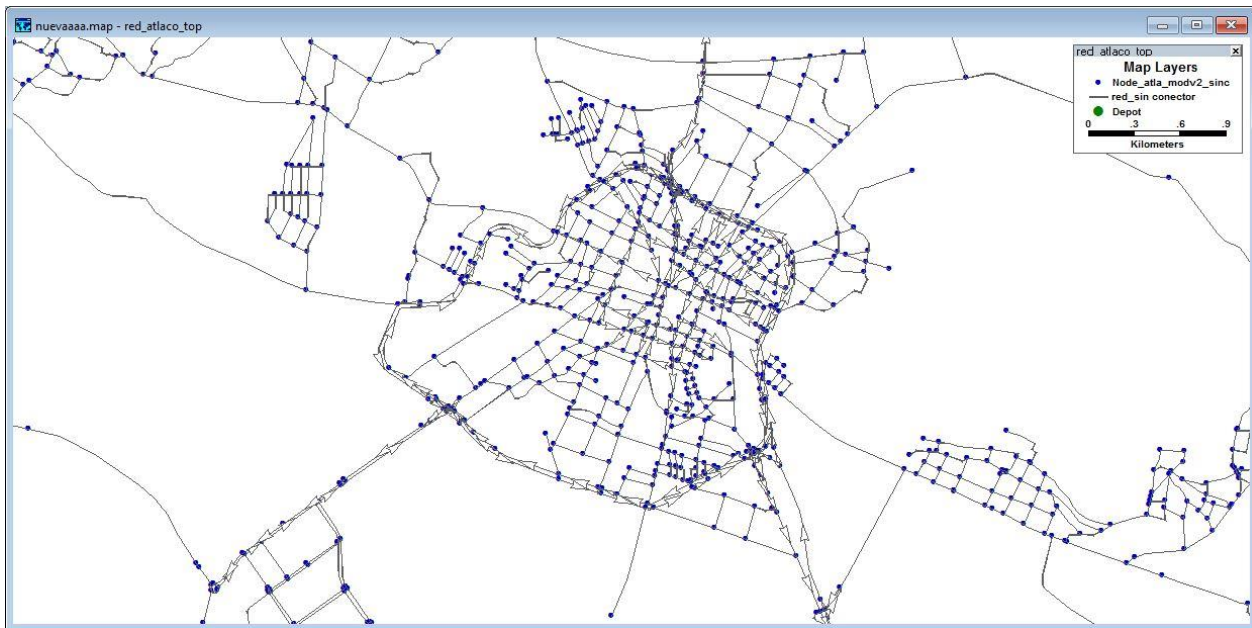 nuevaaaa.map - red_atlaco_top
red_atlaco_top
Map Layers
Node_atla_modv2_sinc
red_sin conector
Depot
0 .3 .6 .9
Kilometers